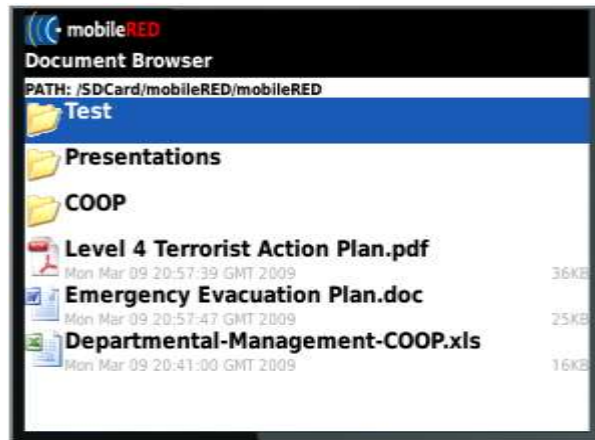 mobileRED
Document Browser
PATH: /SDCard/mobileRED/mobileRED
Test
Presentations
COOP
Level 4 Terrorist Action Plan.pdf
Mon Mar 09 20:57:39 GMT 2009 36KB
Emergency Evacuation Plan.doc
Mon Mar 09 20:57:47 GMT 2009 25KB
Departmental-Management-COOP.xls
Mon Mar 09 20:41:00 GMT 2009 16KB